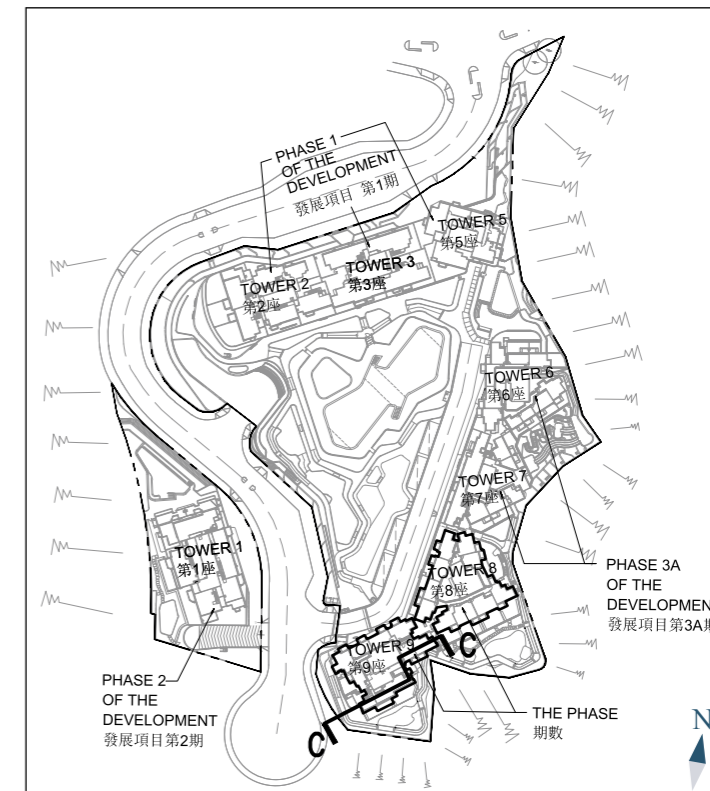 PHASE 1
OF THE
DEVELOPMENT
發展項目 第1期
TOWER 5
第5座
TOWER 3
第3座
TOWER 2
第2座
TOWER 6
第6座
TOWER 7
第7座
TOWER 1
第1座
TOWER 8
第8座
PHASE 3A
OF THE
DEVELOPMENT
發展項目第3A期
TOWER 9
第9座
C
C
PHASE 2
OF THE
DEVELOPMENT
發展項目第2期
THE PHASE
期數
N